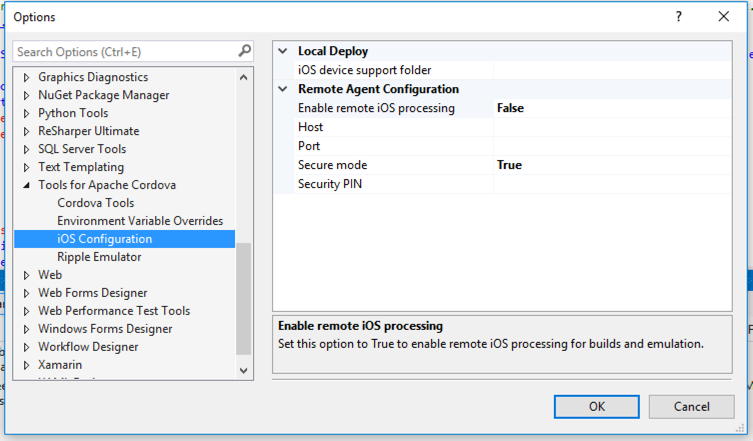 Options
?
Search Options (Ctrl+E)
Graphics Diagnostics
NuGet Package Manager
Python Tools
ReSharper Ultimate
SQL Server Tools
Text Templating
Tools for Apache Cordova
Cordova Tools
Environment Variable Overrides
iOS Configuration
Ripple Emulator
Web
Web Forms Designer
Web Performance Test Tools
Windows Forms Designer
Workflow Designer
Xamarin
Local Deploy
iOS device support folder
Remote Agent Configuration
Enable remote iOS processing False
Host
Port
Secure mode True
Security PIN
Enable remote iOS processing
Set this option to True to enable remote iOS processing for builds and emulation.
OK
Cancel